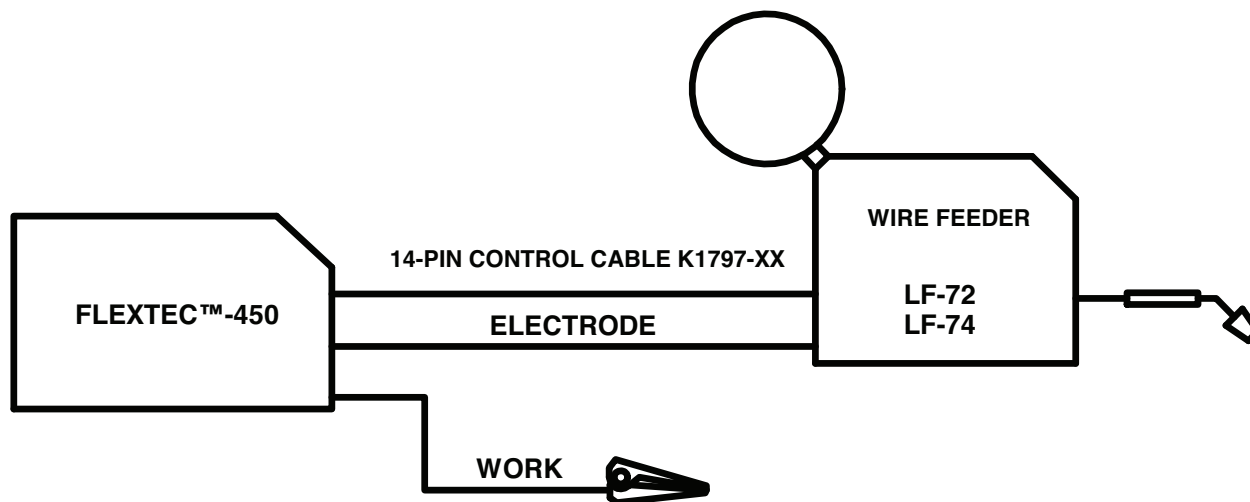 WIRE FEEDER
14-PIN CONTROL CABLE K1797-XX
FLEXTEC™-450
ELECTRODE
LF-72
LF-74
WORK